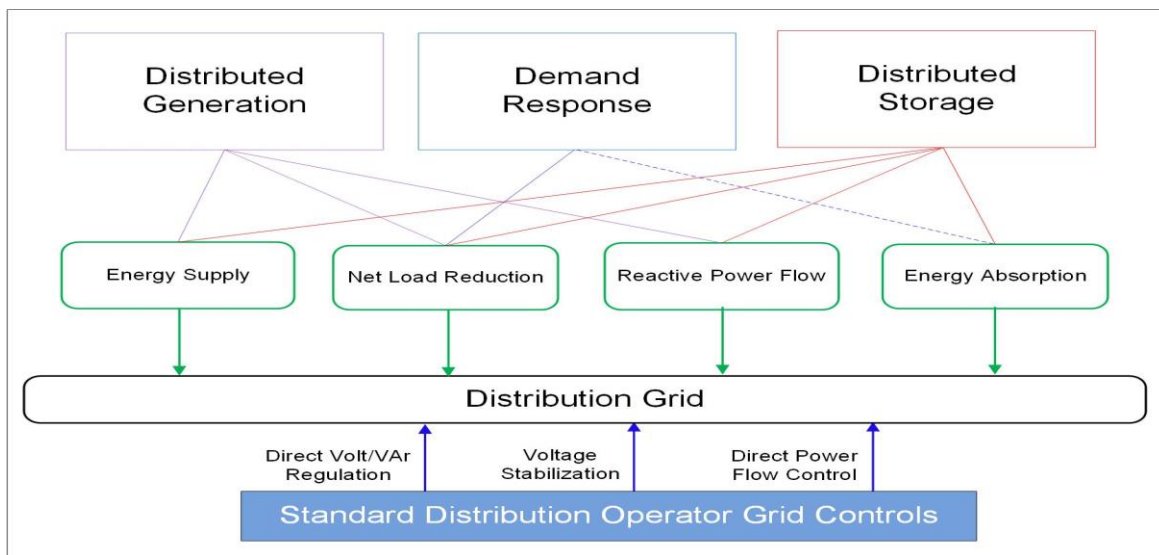 Distributed
Generation
Demand
Response
Distributed
Storage
Energy Supply
Net Load Reduction
Reactive Power Flow
Energy Absorption
Distribution Grid
Direct Volt/VAr
Regulation
Voltage
Stabilization
Direct Power
Flow Control
Standard Distribution Operator Grid Controls